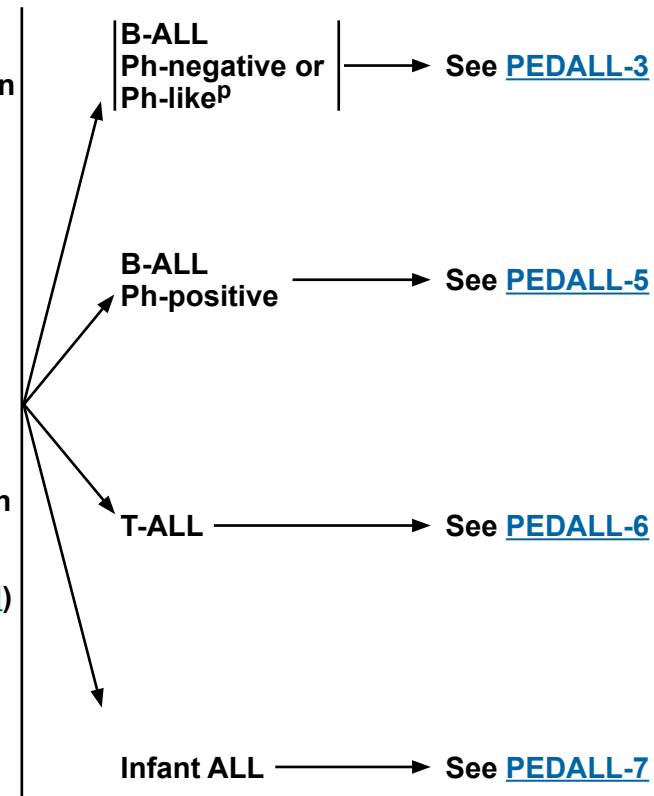 B-ALL
Ph-negative or
Ph-likep
See PEDALL-3
B-ALL
Ph-positive
See PEDALL-5
T-ALL
See PEDALL-6
)
Infant ALL
See PEDALL-7